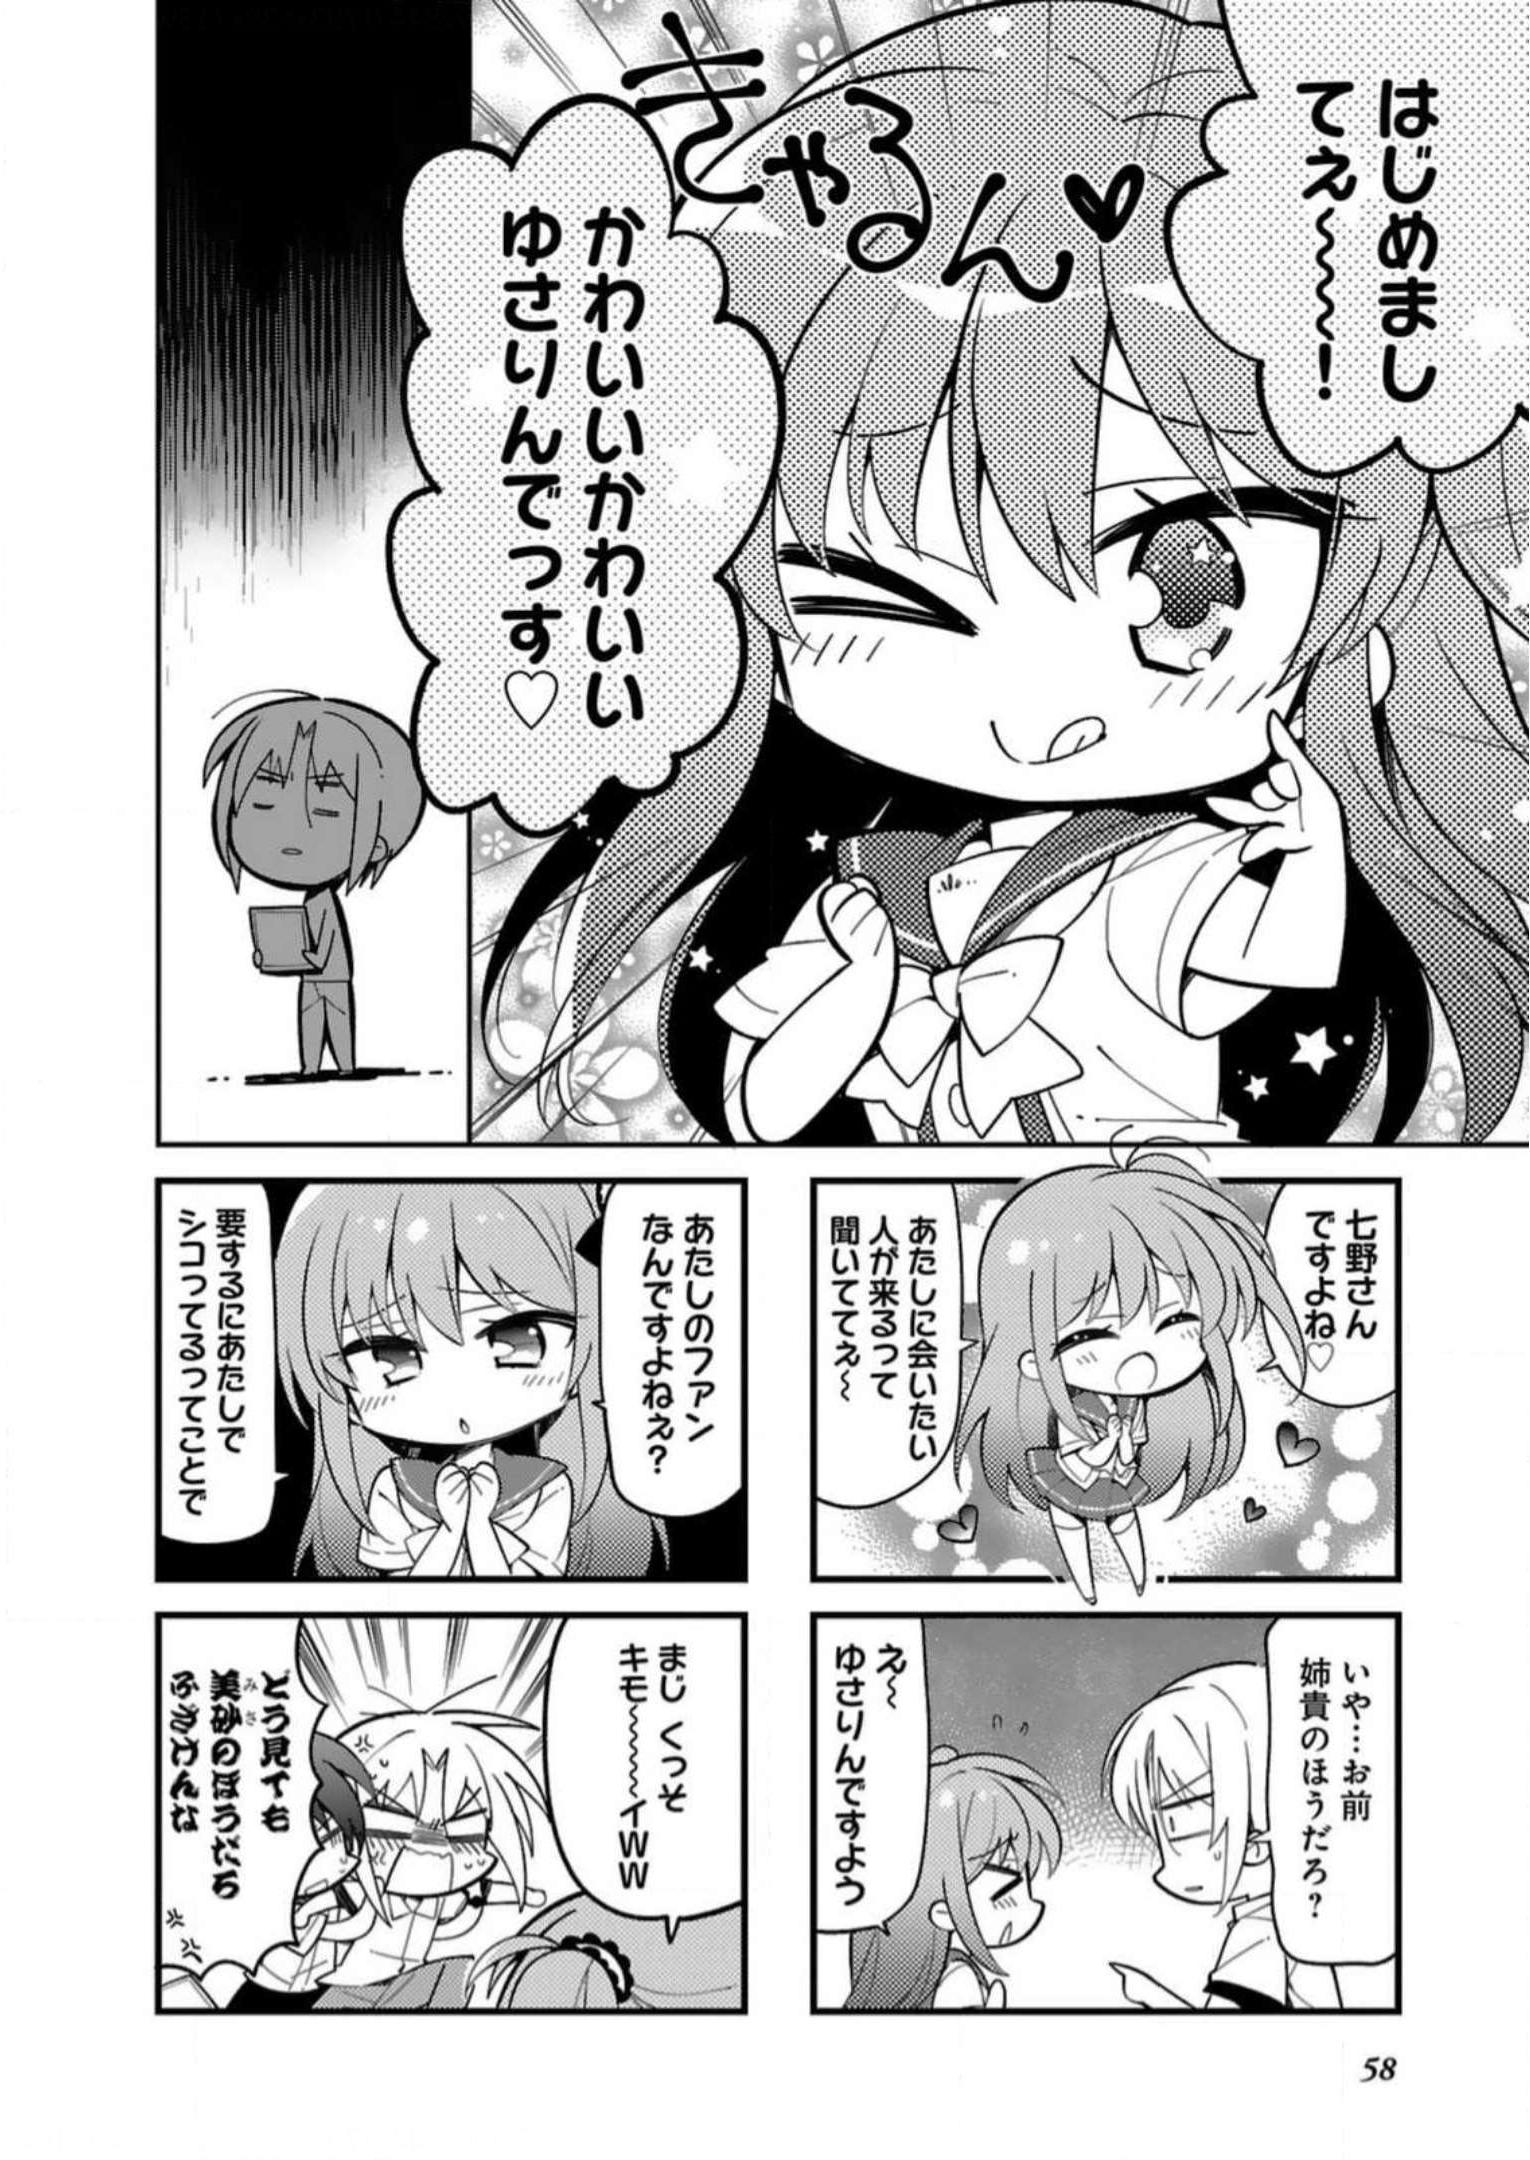 はじめまし
てぇ〜〜〜〜！
きゃるん♥
かわいいかわいい
ゆさりんでっす♡
七野さん
ですよね♡
あたしに会いたい
人が来るって
聞いててぇ〜
いや…お前
姉貴のほうだろ？
え〜
ゆさりんですよう
あたしのファン
なんですよねぇ？
要するにあたしで
シコってるってことで
まじ くっそ
キモ〜〜〜〜イWW
どう見ても
美砂のほうだろ
みさ
ふざけんな
58